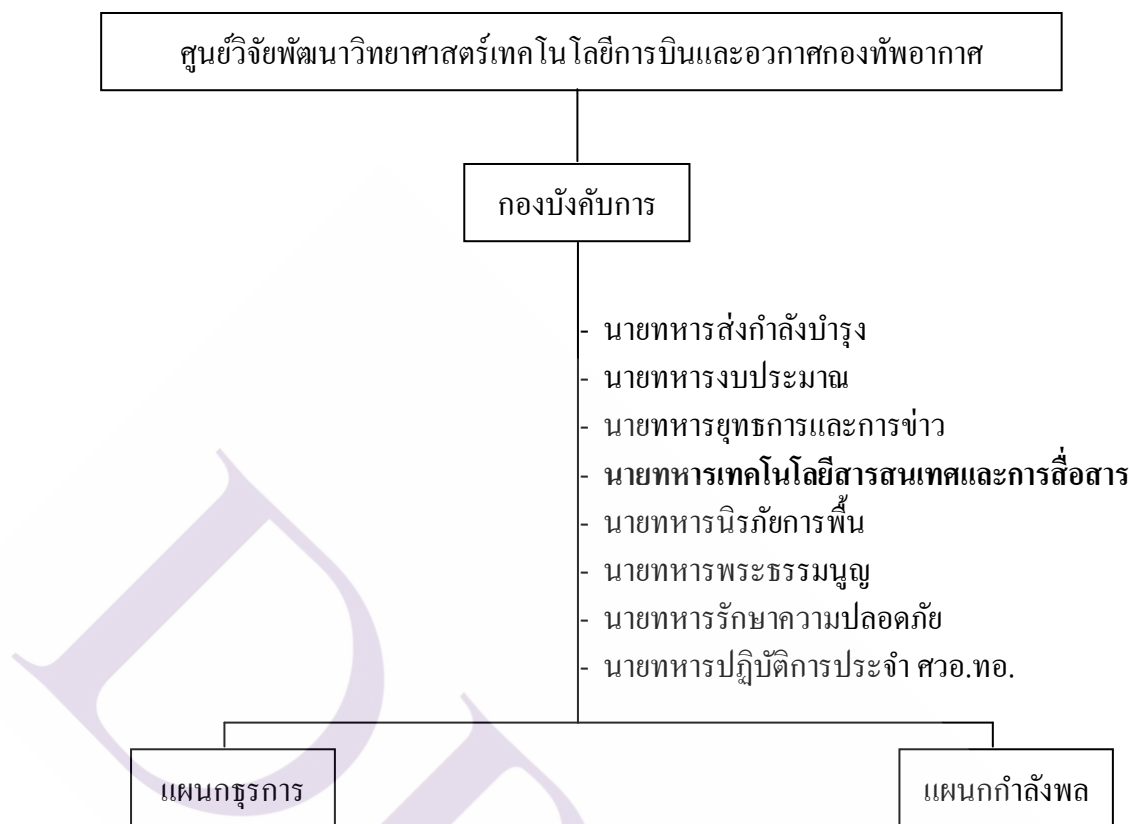 ศูนย์วิจัยพัฒนาวิทยาศาสตร์เทคโนโลยีการบินและอวกาศกองทัพอากาศ
กองบังคับการ
- นายทหารส่งกำลังบำรุง
- นายทหารงบประมาณ
- นายทหารยุทธการและการข่าว
- นายทหารเทคโนโลยีสารสนเทศและการสื่อสาร
- นายทหารนิรภัยการพื้น
- นายทหารพระธรรมนูญ
- นายทหารรักษาความปลอดภัย
- นายทหารปฏิบัติการประจำ ศวอ.ทอ.
แผนกธุรการ
แผนกกำลังพล